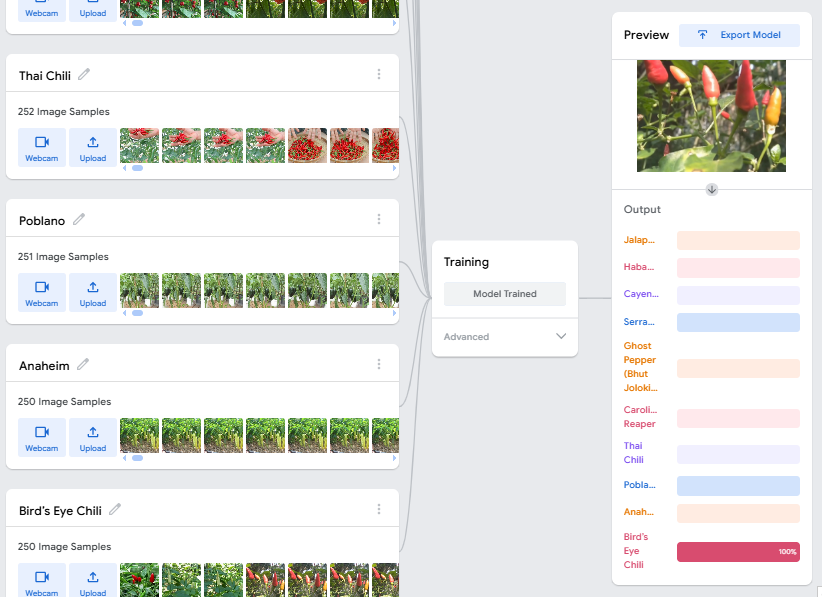 Webcam
Upload
Thai Chili
252 Image Samples
Webcam
Upload
Poblano
251 Image Samples
Webcam
Upload
Anaheim
250 Image Samples
Webcam
Upload
Bird's Eye Chili
250 Image Samples
Webcam
Upload
Training
Model Trained
Advanced
Preview
Export Model
Output
Jalap...
Haba...
Cayen...
Serra...
Ghost
Pepper
(Bhut
Joloki...
Caroli...
Reaper
Thai
Chili
Pobla...
Anah...
Bird's
Eye
Chili
100%